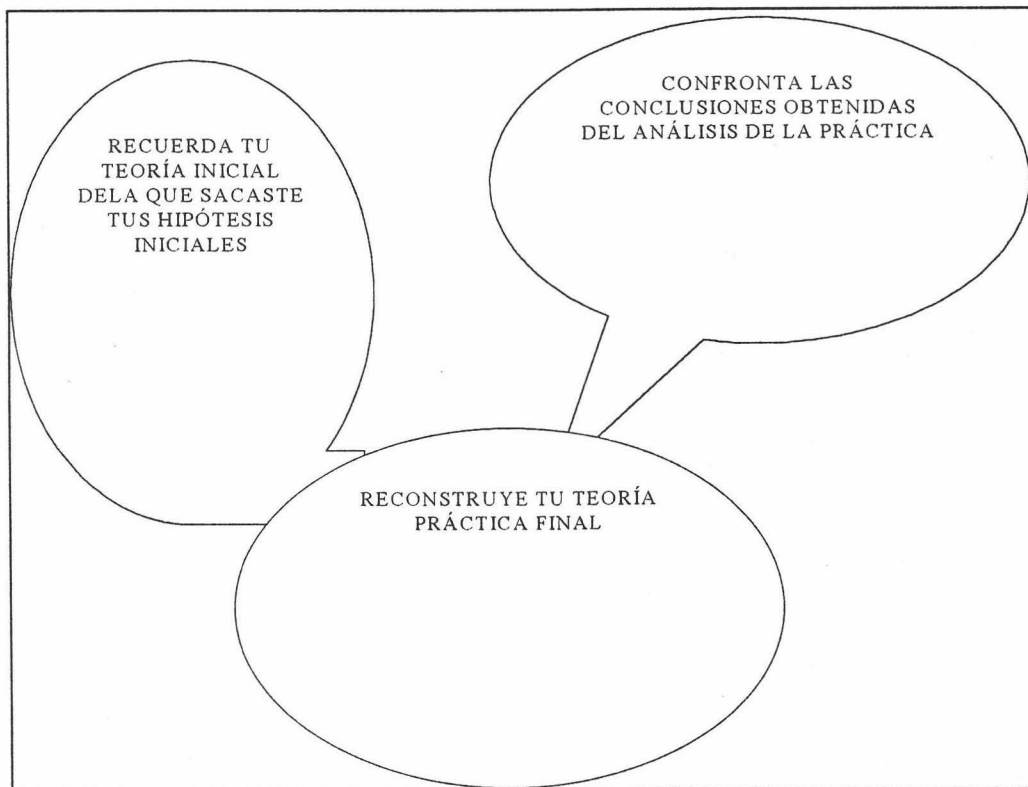 RECUERDA TU
TEORÍA INICIAL
DELA QUE SACASTE
TUS HIPÓTESIS
INICIALES
CONFRONTA LAS
CONCLUSIONES OBTENIDAS
DEL ANÁLISIS DE LA PRÁCTICA
RECONSTRUYE TU TEORÍA
PRÁCTICA FINAL